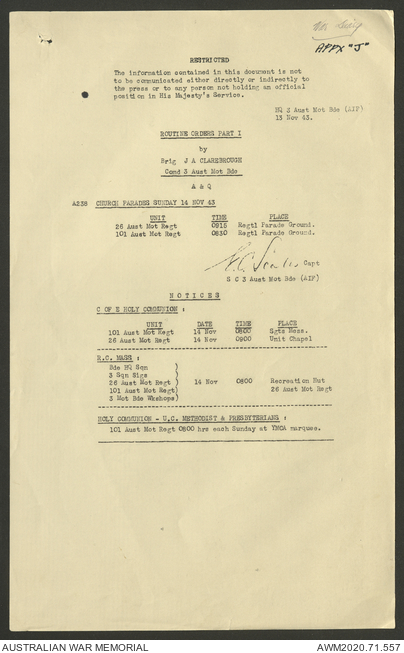 APPX "J"
RESTRICTED
The information contained in this document is not
to be communicated either directly or indirectly to
the press or to any person not holding an official
position in His Majesty's Service.
HQ 3 Aust Mot Bde (AIF)
13 Nov 43.
ROUTINE ORDERS PART I
by
Brig J A CLAREBROUGH
Comd 3 Aust Mot Bde
A & Q
A238 CHURCH PARADES SUNDAY 14 NOV 43
UNIT TIME PLACE
26 Aust Mot Regt 0915 Regtl Parade Ground.
101 Aust Mot Regt 0830 Regtl Parade Ground.
Capt
S C 3 Aust Mot Bde (AIF)
NOTICES
C OF E HOLY COMMUNION :
UNIT DATE TIME PLACE
101 Aust Mot Regt 14 Nov 0800 Sgts Mess.
26 Aust Mot Regt 14 Nov 0900 Unit Chapel
R.C. MASS :
Bde HQ Sqn
3 Sqn Sigs
26 Aust Mot Regt 14 Nov 0800 Recreation Hut
101 Aust Mot Regt 26 Aust Mot Regt
3 Mot Bde Wkshops
HOLY COMMUNION - U.C. METHODIST & PRESBYTERIANS :
101 Aust Mot Regt 0800 hrs each Sunday at YMCA marquee.
AUSTRALIAN WAR MEMORIAL AWM2020.71.557